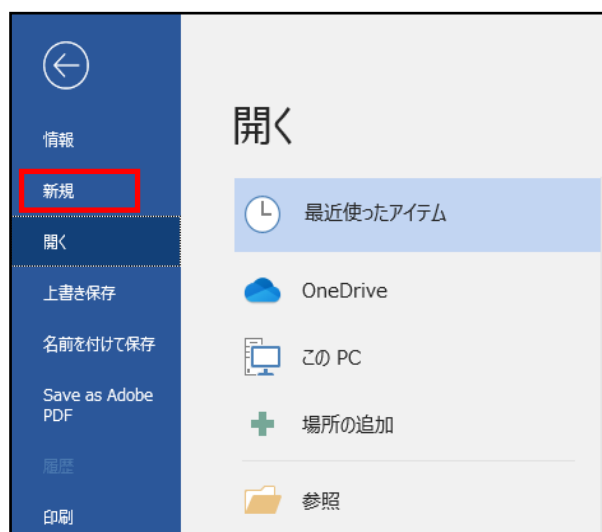 情報
新規
開く
上書き保存
名前を付けて保存
Save as Adobe
PDF
履歴
印刷
開く
最近使ったアイテム
OneDrive
この PC
場所の追加
参照